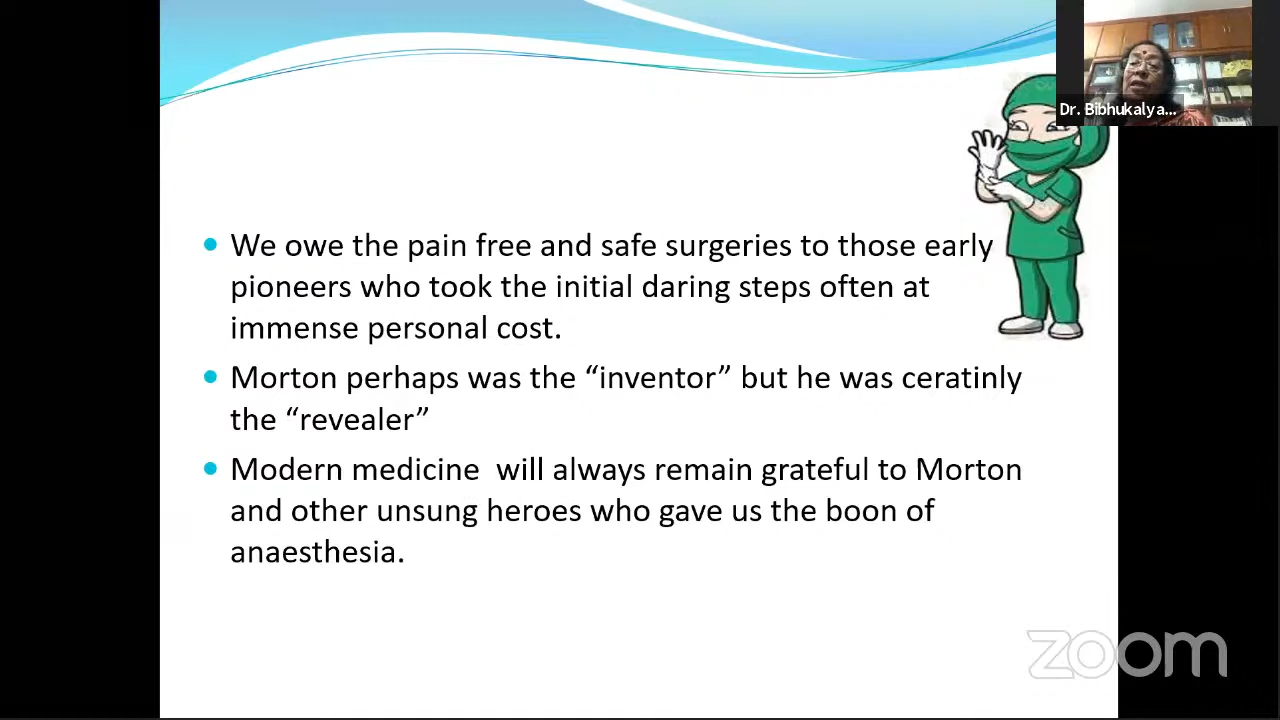 Dr. Bibhukalya...
We owe the pain free and safe surgeries to those early
pioneers who took the initial daring steps often at
immense personal cost.
Morton perhaps was the “inventor” but he was ceratinly
the “revealer”
Modern medicine  will always remain grateful to Morton
and other unsung heroes who gave us the boon of
anaesthesia.
zoom